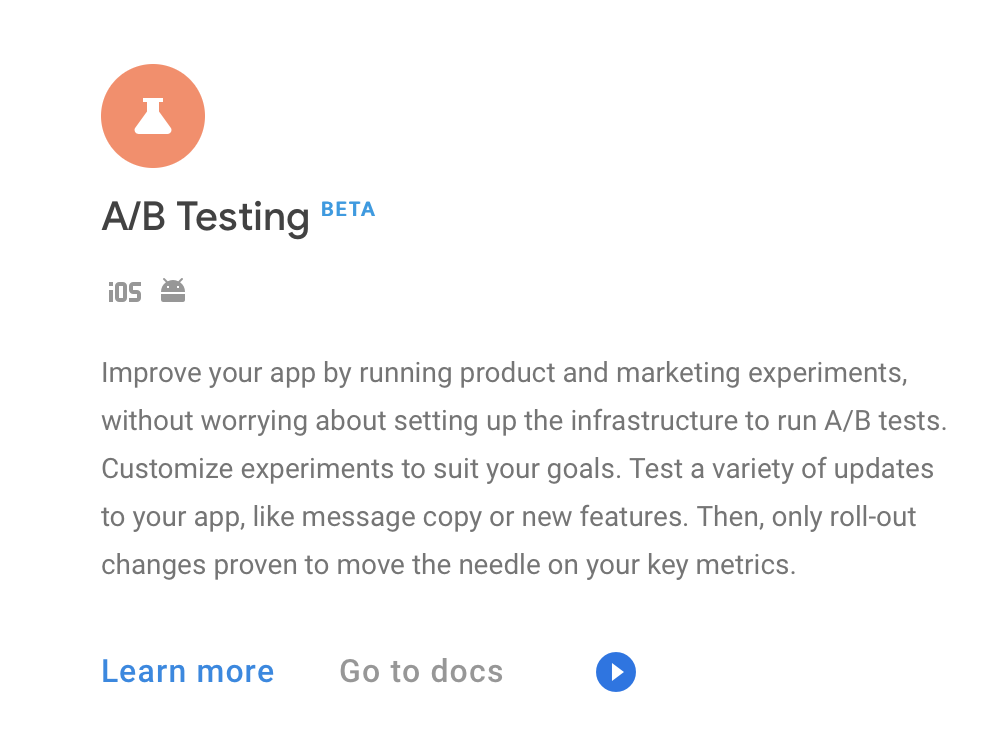 A/B Testing BETA
iOS
Improve your app by running product and marketing experiments,
without worrying about setting up the infrastructure to run A/B tests.
Customize experiments to suit your goals. Test a variety of updates
to your app, like message copy or new features. Then, only roll-out
changes proven to move the needle on your key metrics.
Learn more Go to docs